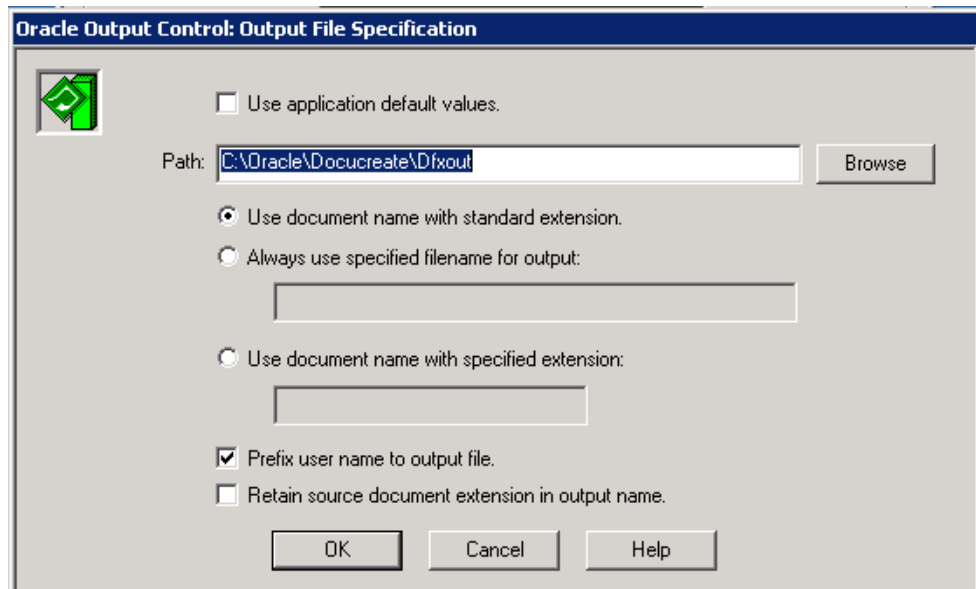 Oracle Output Control: Output File Specification
Use application default values.
Path: C:\Oracle\Docucreate\Dfxout Browse
Use document name with standard extension.
Always use specified filename for output:
Use document name with specified extension:
Prefix user name to output file.
Retain source document extension in output name.
OK Cancel Help